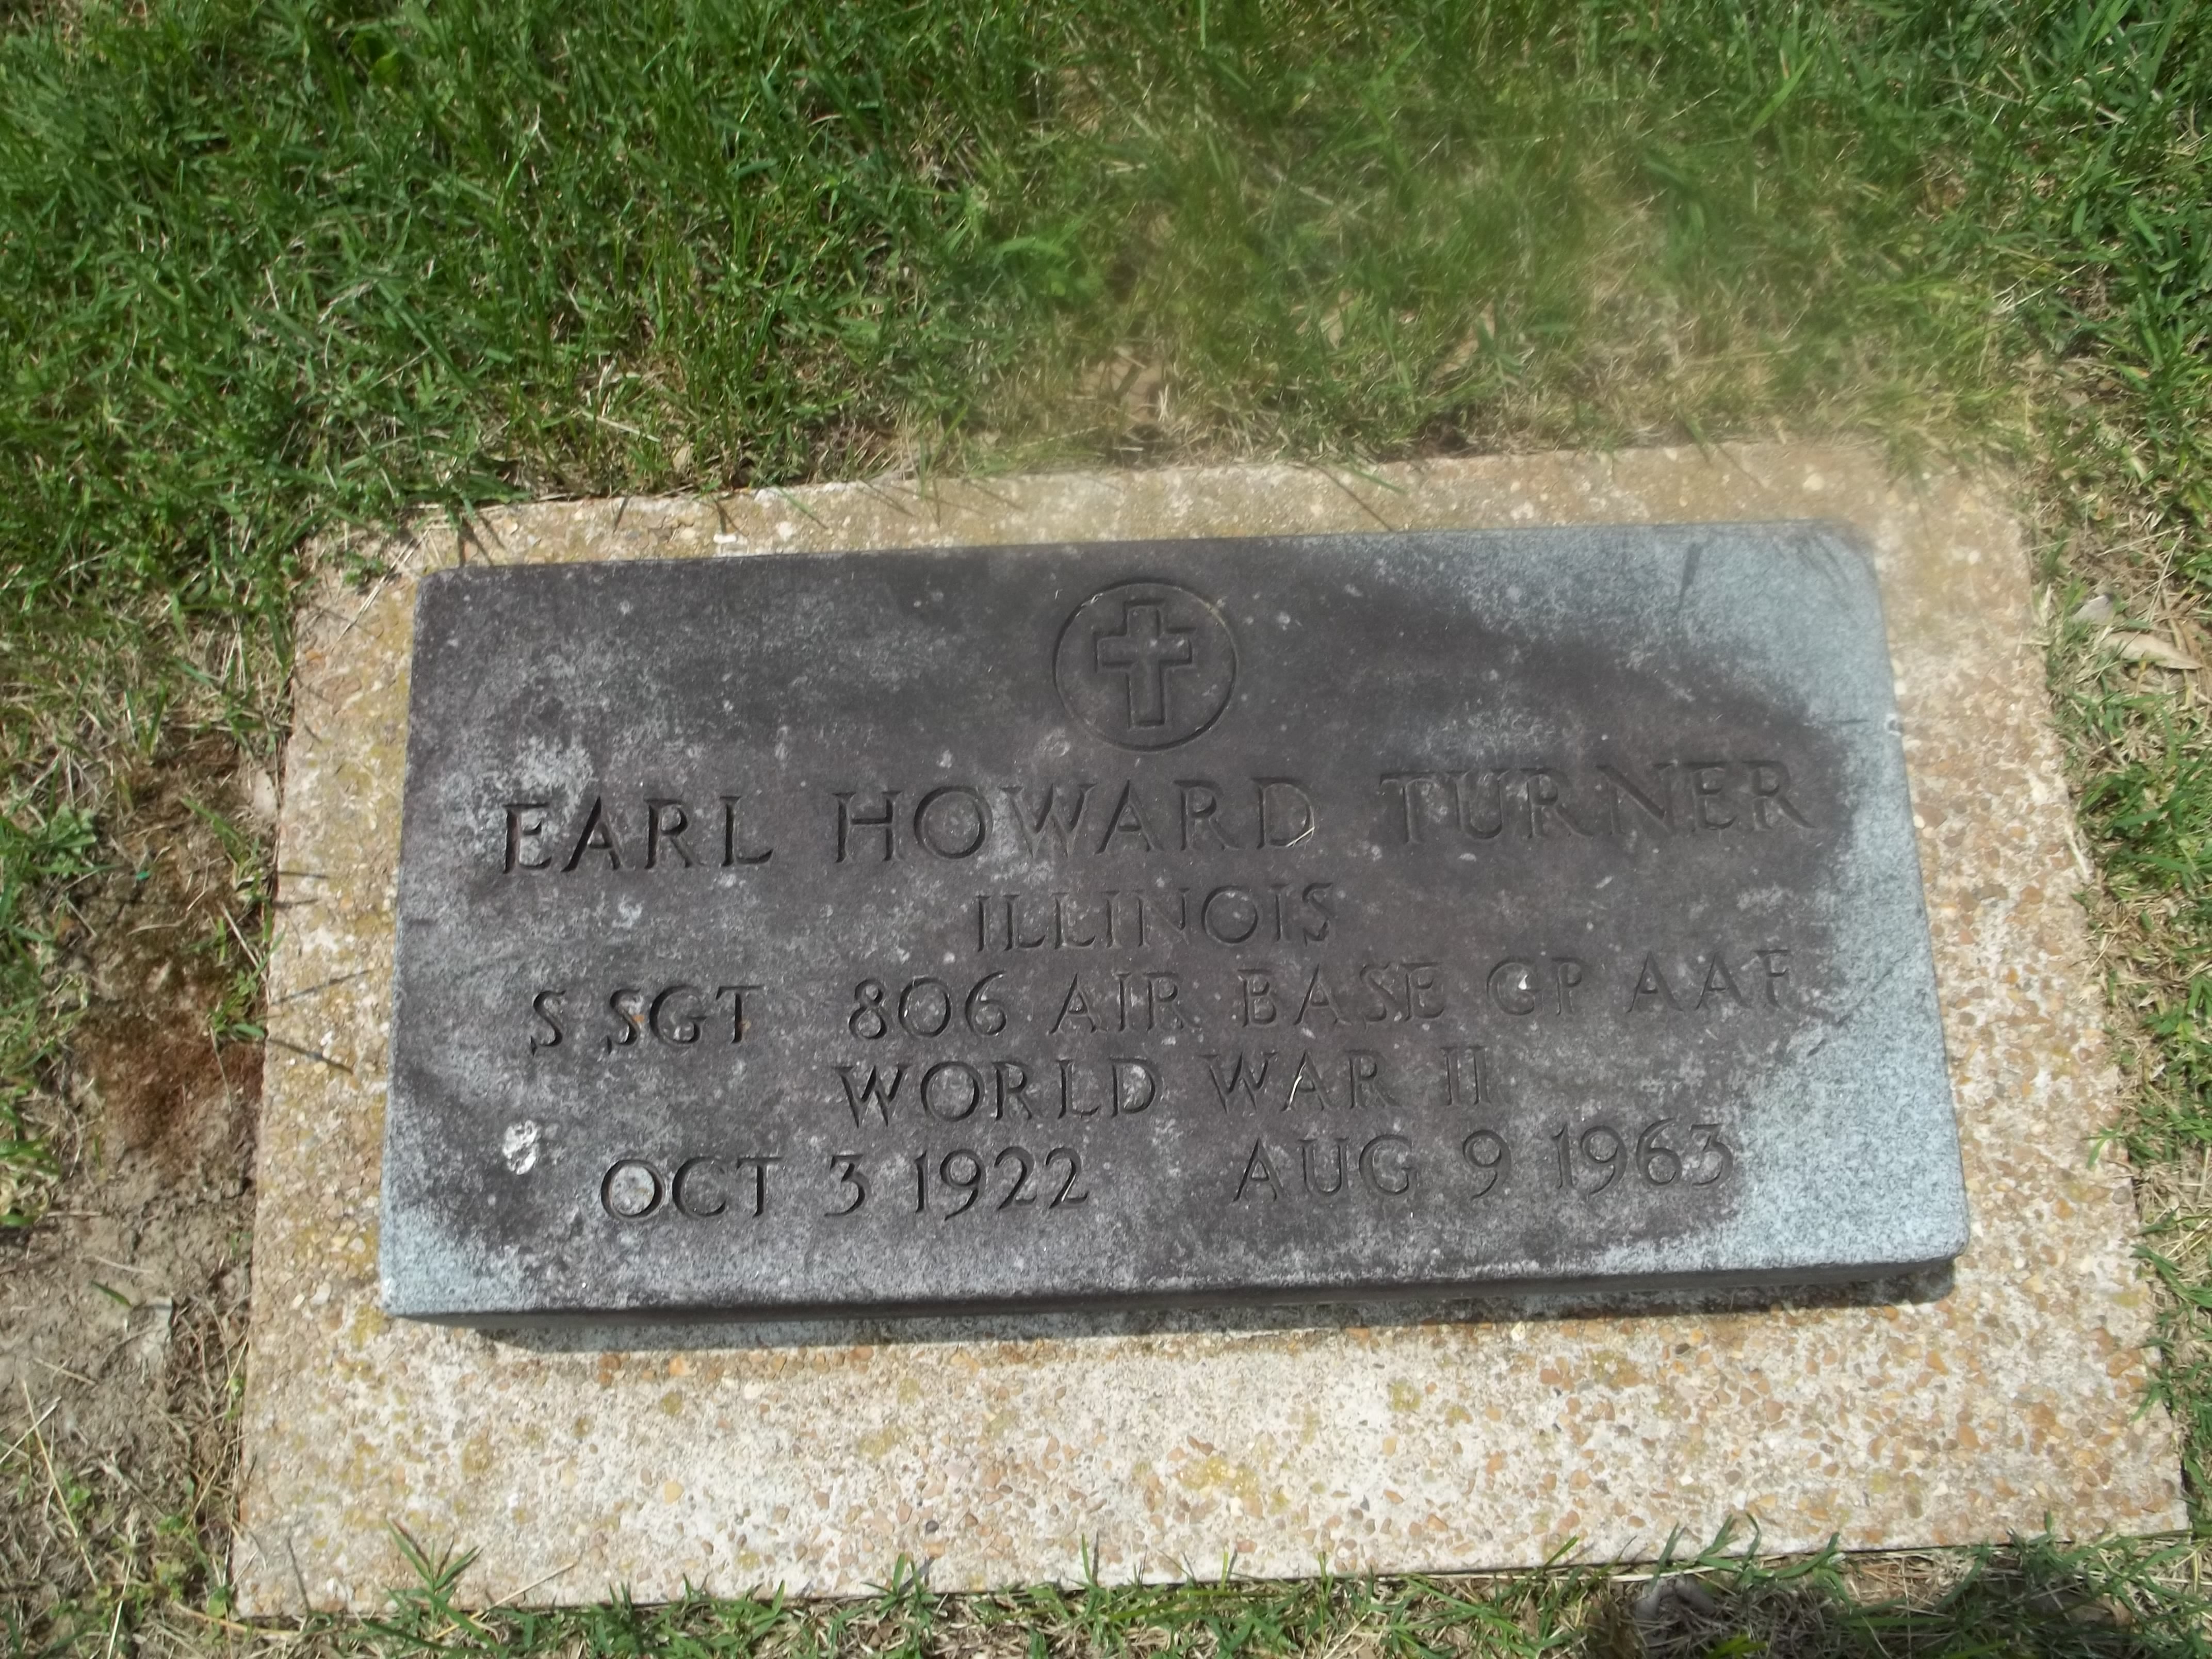 EARL HOWARD TURNER
ILLINOIS
S SGT 806 AIR BASE GP AAF
WORLD WAR II
OCT 3 1922 AUG 9 1963